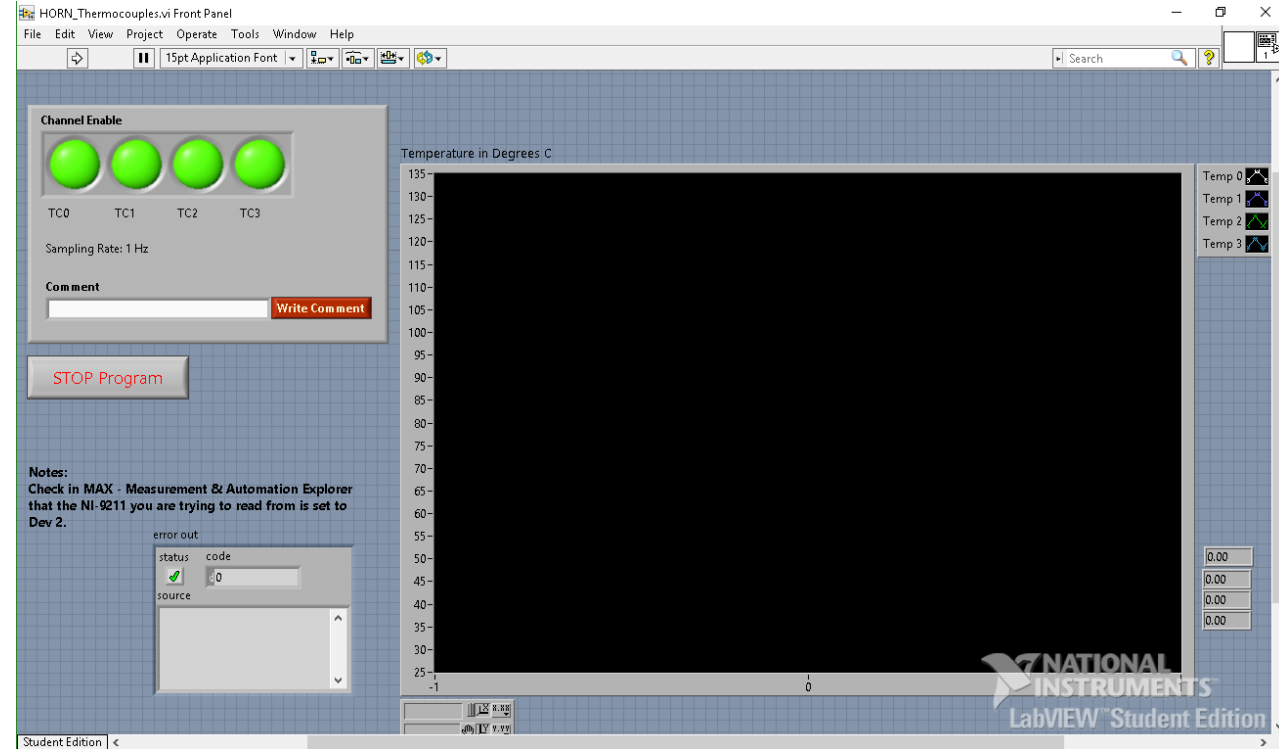 HORN_Thermocouples.vi Front Panel
File Edit View Project Operate Tools Window Help
15pt Application Font
Search
1
Channel Enable
TC0 TC1 TC2 TC3
Sampling Rate: 1 Hz
Comment
Write Comment
STOP Program
Notes:
Check in MAX - Measurement & Automation Explorer
that the NI-9211 you are trying to read from is set to
Dev 2.
error out
status code
0
source
Temperature in Degrees C
135
130
125
120
115
110
105
100
95
90
85
80
75
70
65
60
55
50
45
40
35
30
25
-1 0
Temp 0
Temp 1
Temp 2
Temp 3
0.00
0.00
0.00
0.00
X x.xx
Y y.yy
NATIONAL
INSTRUMENTS
LabVIEW™ Student Edition
Student Edition